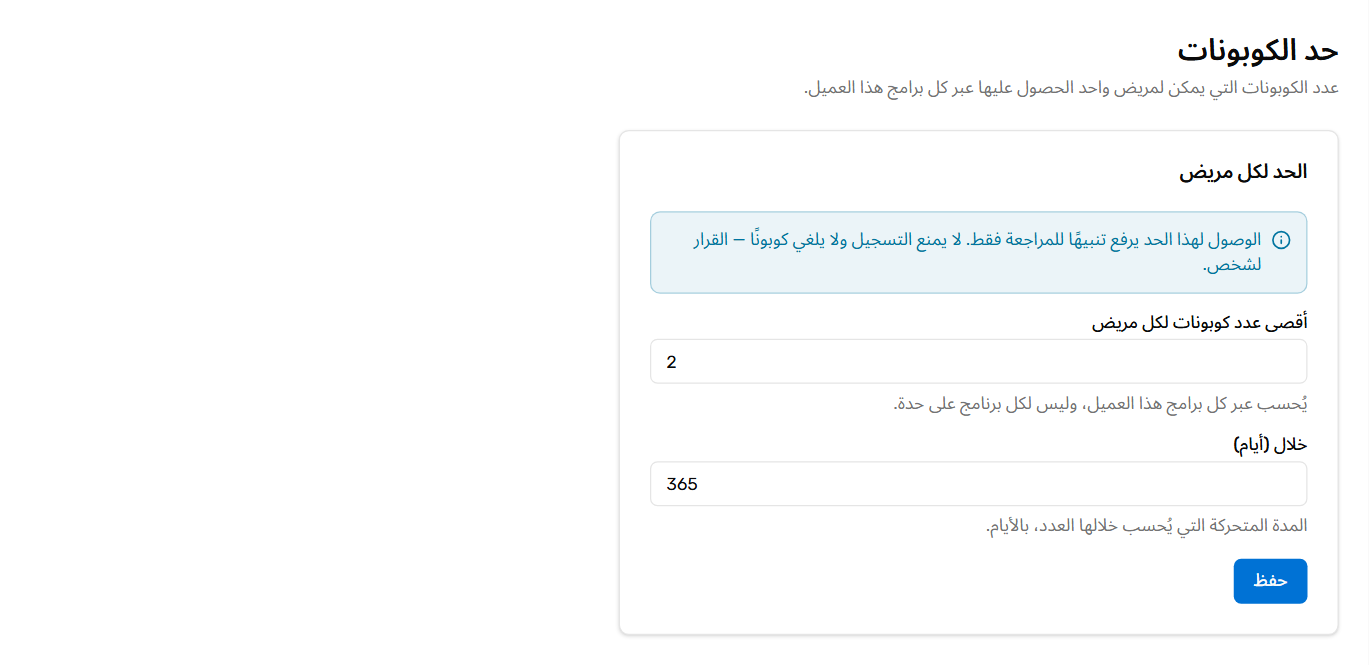 حد الكوبونات
عدد الكوبونات التي يمكن لمريض واحد الحصول عليها عبر كل برامج هذا العميل.
الحد لكل مريض
الوصول لهذا الحد يرفع تنبيهًا للمراجعة فقط. لا يمنع التسجيل ولا يلغي كوبونًا – القرار
لشخص.
أقصى عدد كوبونات لكل مريض
2
يُحسب عبر كل برامج هذا العميل، وليس لكل برنامج على حدة.
خلال (أيام)
365
المدة المتحركة التي يُحسب خلالها العدد، بالأيام.
حفظ